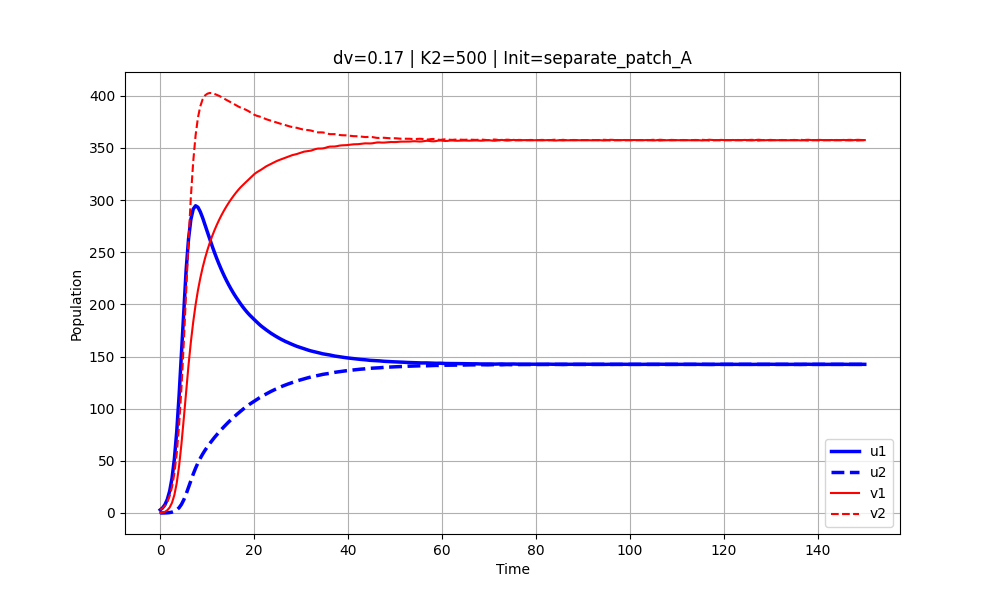 dv=0.17 | K2=500 | Init=separate_patch_A
Population
400
350
300
250
200
150
100
50
0
0 20 40 60 80 100 120 140
Time
u1
u2
v1
v2